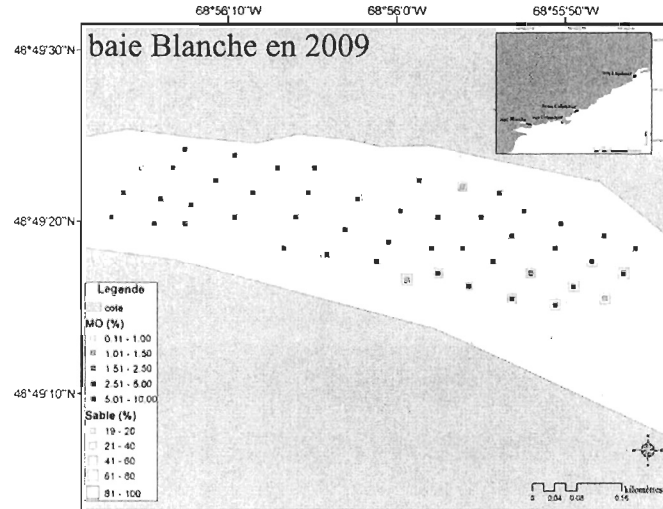 68°56'10"W 68°56'0"W 68°55'50"W
48°49'30"N
baie Blanche en 2009
48°49'20"N
48°49'10"N
Legende
cote
MO (%)
0.11 - 1.00
1.01 - 1.50
1.51 - 2.50
2.51 - 5.00
5.01 - 10.00
Sable (%)
19 - 20
21 - 40
41 - 60
61 - 80
81 - 100
kilomètres
0 0.04 0.08 0.16